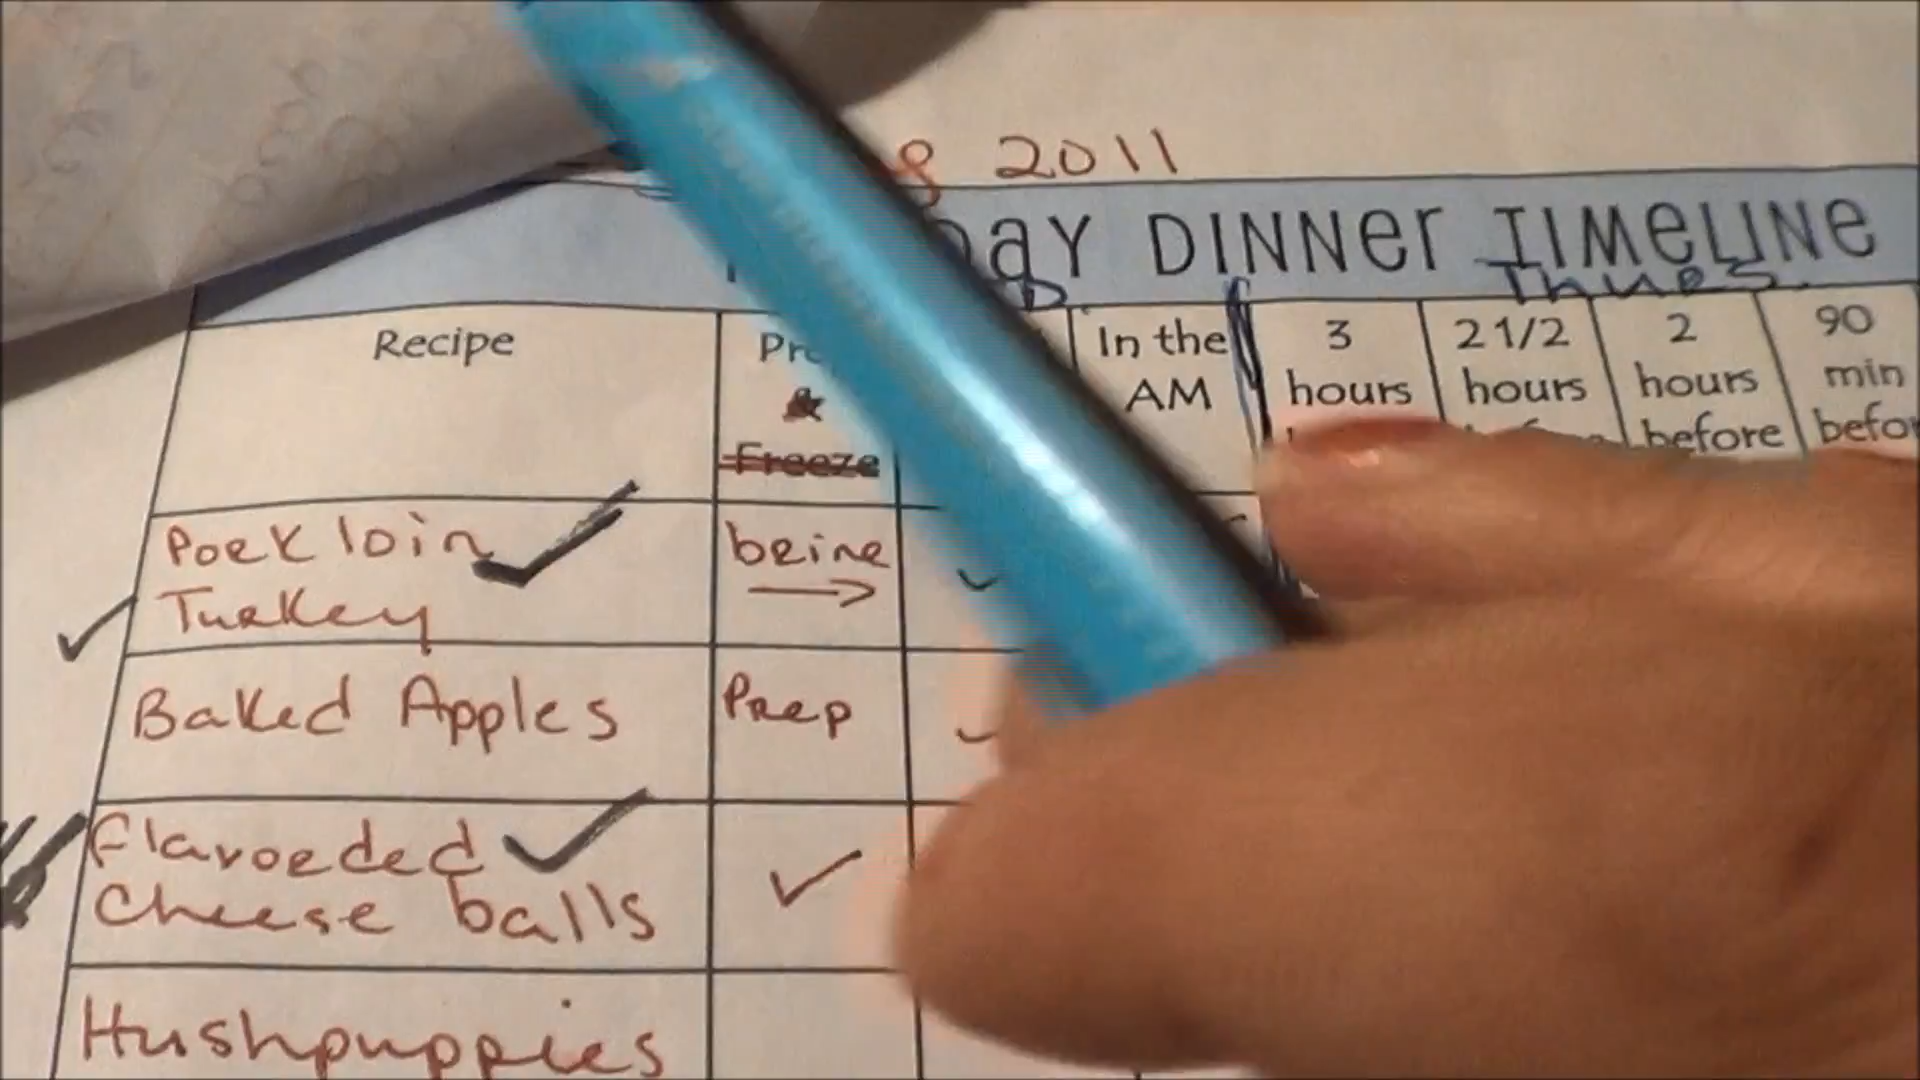 2011
DINNer TIMeLINe
Thurs.
Recipe
&
Freeze
In the
AM
3
hours
2 1/2
hours
2
hours
before
90
min
Pork loin
Turkey
brine
Baked Apples
Prep
Flavorded
Cheese balls
Hushpuppies